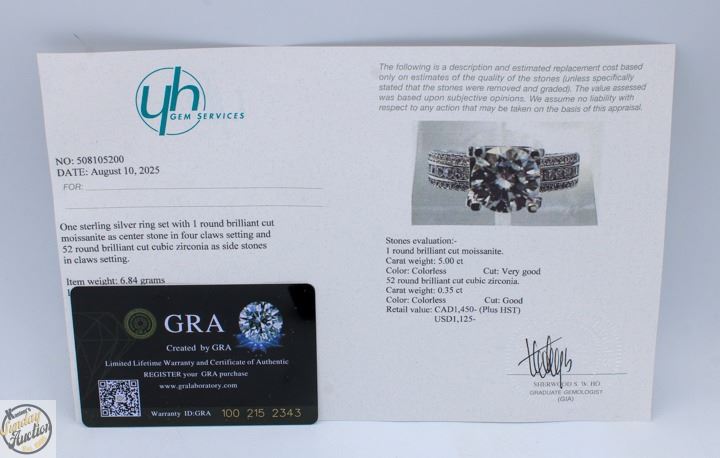 yh
GEM SERVICES
NO: 508105200
DATE: August 10, 2025
FOR:
One sterling silver ring set with 1 round brilliant cut
moissanite as center stone in four claws setting and
52 round brilliant cut cubic zirconia as side stones
in claws setting.
Item weight: 6.84 grams
The following is a description and estimated replacement cost based
only on estimates of the quality of the stones (unless specifically
stated that the stones were removed and graded). The value assessed
was based upon subjective opinions. We assume no liability with
respect to any action that may be taken on the basis of this appraisal.
Stones evaluation:-
1 round brilliant cut moissanite.
Carat weight: 5.00 ct
Color: Colorless Cut: Very good
52 round brilliant cut cubic zirconia.
Carat weight: 0.35 ct
Color: Colorless Cut: Good
Retail value: CAD1,450- (Plus HST)
USD1,125-
SHERWOOD S. W. HO
GRADUATE GEMOLOGIST
(GIA)
GRA
Created by GRA
Limited Lifetime Warranty and Certificate of Authentic
REGISTER your GRA purchase
www.gralaboratory.com
Warranty ID:GRA 100 215 2343
Sunday
Auction